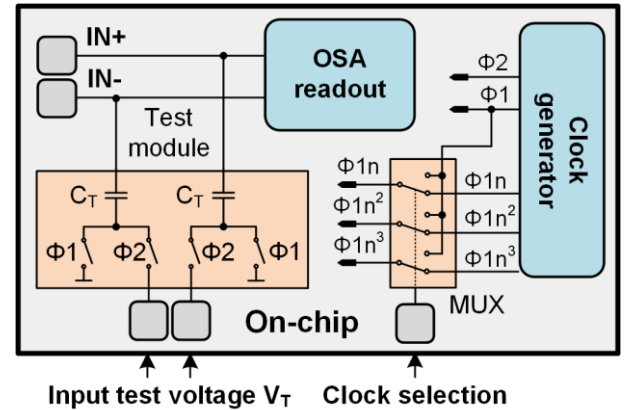 IN+
IN-
OSA
readout
Test
module
C_T
C_T
Φ1
Φ2
Φ2
Φ1
Φ2
Φ1
Clock
generator
Φ1n
Φ1n
Φ1n²
Φ1n²
Φ1n³
Φ1n³
MUX
On-chip
Input test voltage V_T
Clock selection